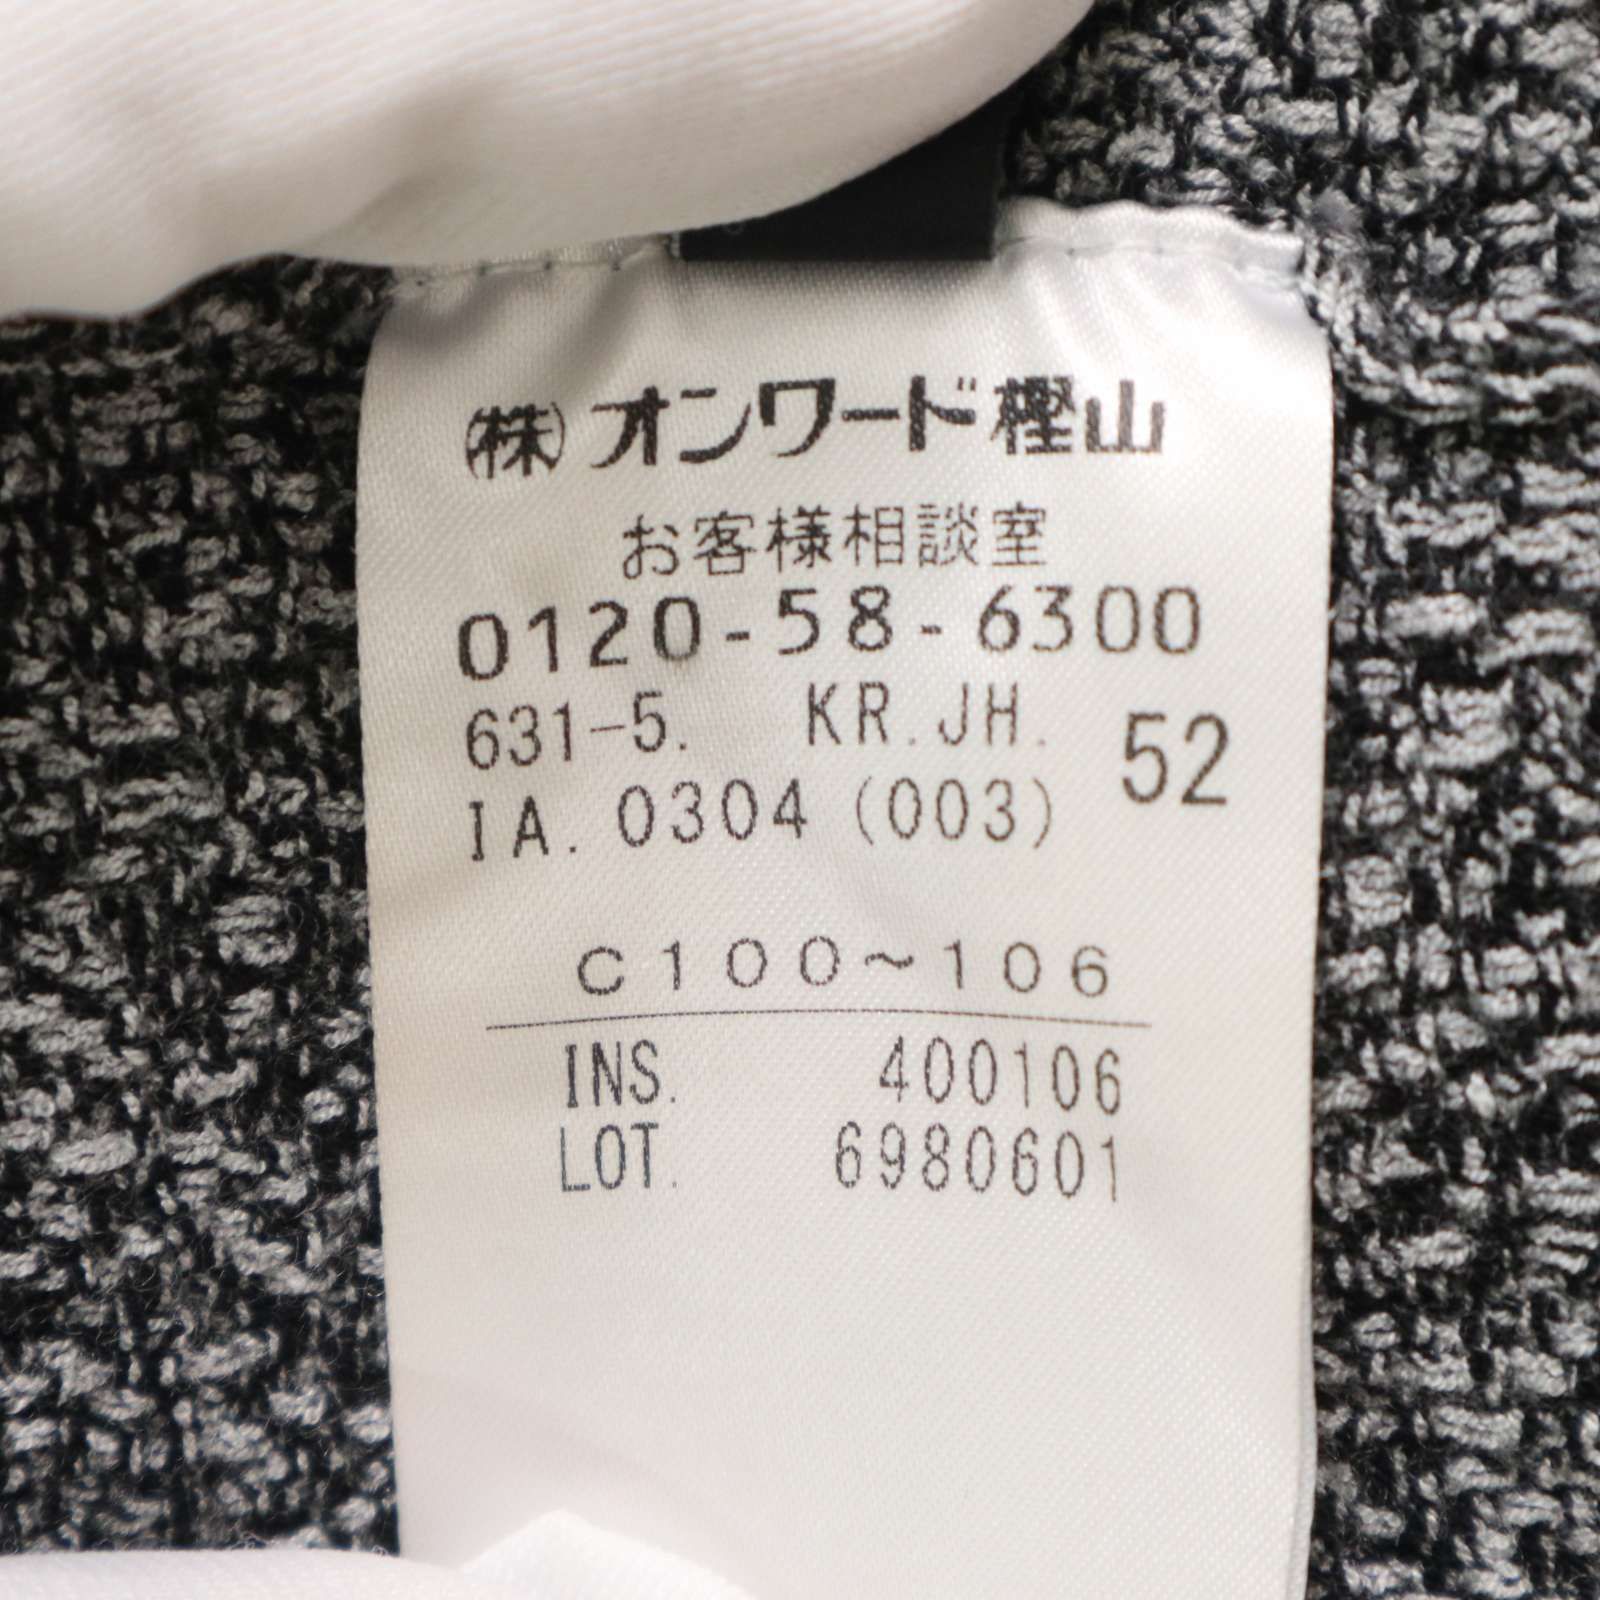 ㈱オンワード樫山
お客様相談室
0120-58-6300
631-5. KR.JH. 52
IA. 0304 (003)
C100~106
INS. 400106
LOT. 6980601